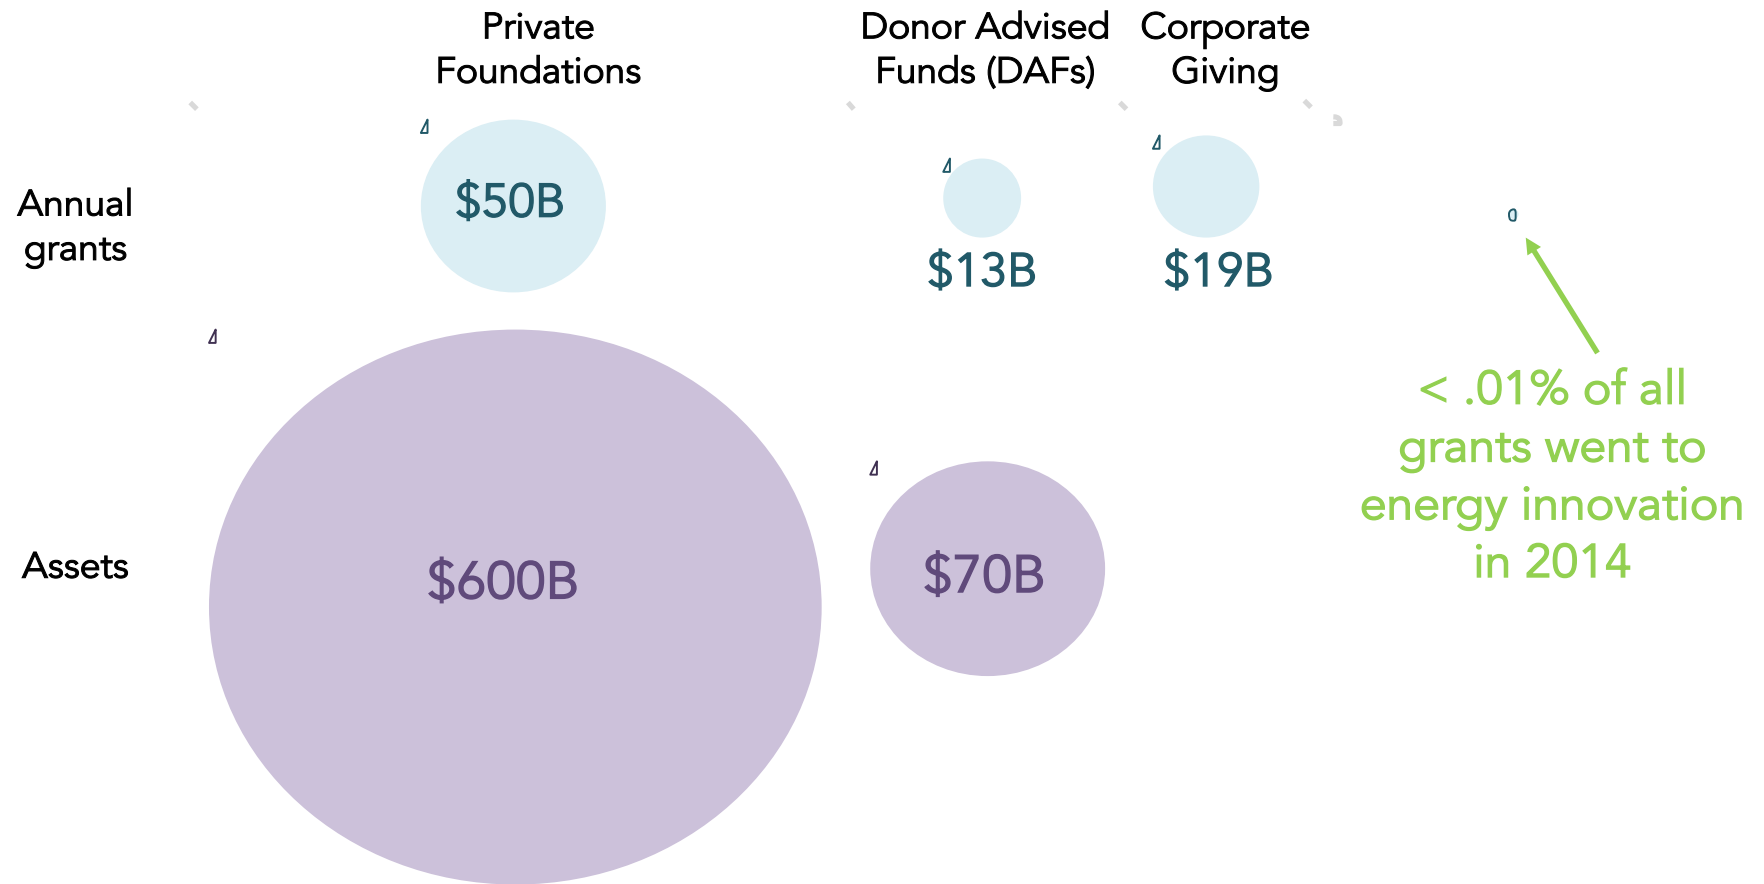 Private
Foundations
Donor Advised
Funds (DAFs)
Corporate
Giving
Annual
grants
$50B
$13B
$19B
< .01% of all
grants went to
energy innovation
in 2014
Assets
$600B
$70B